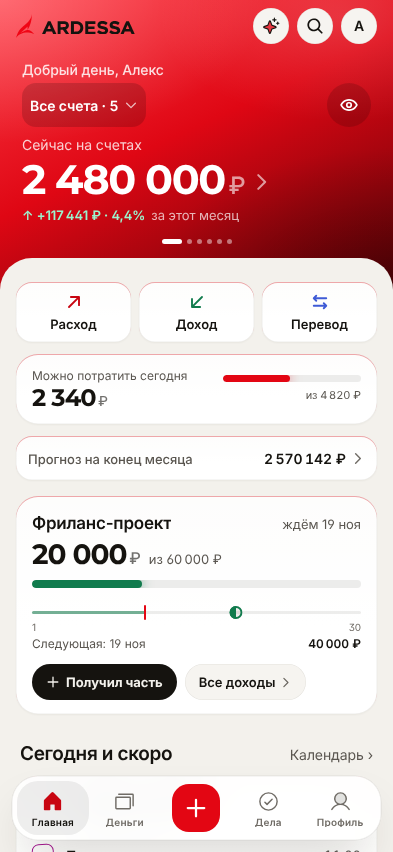 ARDESSA
A
Добрый день, Алекс
Все счета · 5
Сейчас на счетах
2 480 000 ₽
↑ +117 441 ₽ · 4,4% за этот месяц
Расход
Доход
Перевод
Можно потратить сегодня
2 340 ₽
из 4 820 ₽
Прогноз на конец месяца
2 570 142 ₽
Фриланс-проект
ждём 19 ноя
20 000 ₽ из 60 000 ₽
1
30
Следующая: 19 ноя
40 000 ₽
+ Получил часть
Все доходы
Сегодня и скоро
Календарь ›
Главная
Деньги
Дела
Профиль